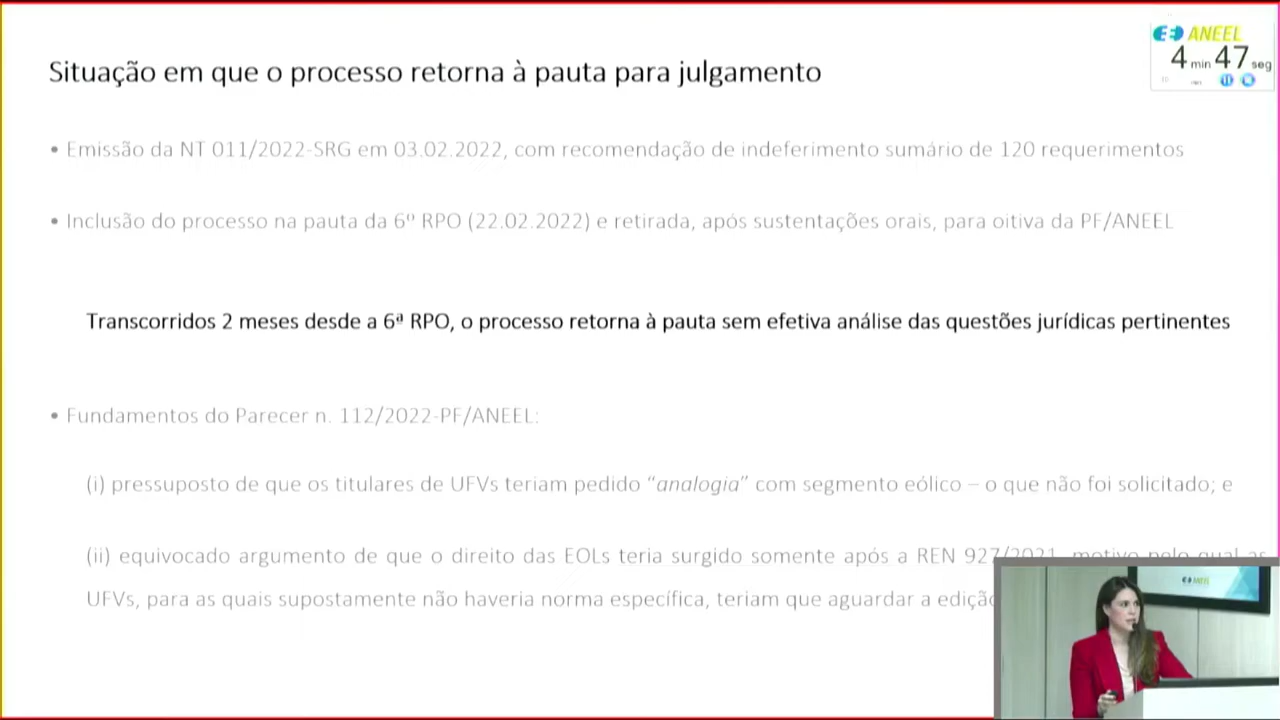 ANEEL
4 min 47 seg
Situação em que o processo retorna à pauta para julgamento
• Emissão da NT 011/2022-SRG em 03.02.2022, com recomendação de indeferimento sumário de 120 requerimentos
• Inclusão do processo na pauta da 6ª RPO (22.02.2022) e retirada, após sustentações orais, para oitiva da PF/ANEEL
Transcorridos 2 meses desde a 6ª RPO, o processo retorna à pauta sem efetiva análise das questões jurídicas pertinentes
• Fundamentos do Parecer n. 112/2022-PF/ANEEL:
(i) pressuposto de que os titulares de UFVs teriam pedido “analogia” com segmento eólico – o que não foi solicitado; e
(ii) equivocado argumento de que o direito das EOLs teria surgido somente após a REN 927/2021, motivo pelo qual as
UFVs, para as quais supostamente não haveria norma específica, teriam que aguardar a edição
ANEEL